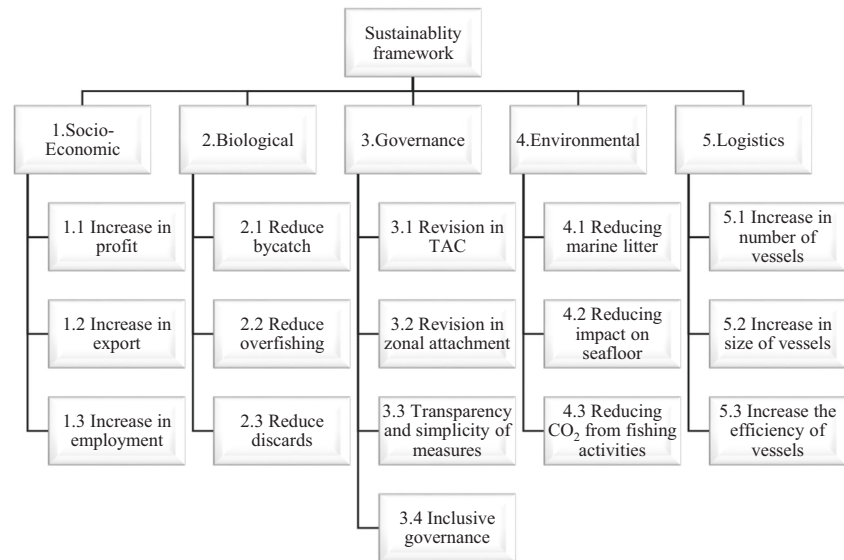 Sustainablity
framework
1.Socio-
Economic
2.Biological
3.Governance
4.Environmental
5.Logistics
1.1 Increase in
profit
2.1 Reduce
bycatch
3.1 Revision in
TAC
4.1 Reducing
marine litter
5.1 Increase in
number of
vessels
1.2 Increase in
export
2.2 Reduce
overfishing
3.2 Revision in
zonal attachment
4.2 Reducing
impact on
seafloor
5.2 Increase in
size of vessels
1.3 Increase in
employment
2.3 Reduce
discards
3.3 Transparency
and simplicity of
measures
4.3 Reducing
CO₂ from fishing
activities
5.3 Increase the
efficiency of
vessels
3.4 Inclusive
governance